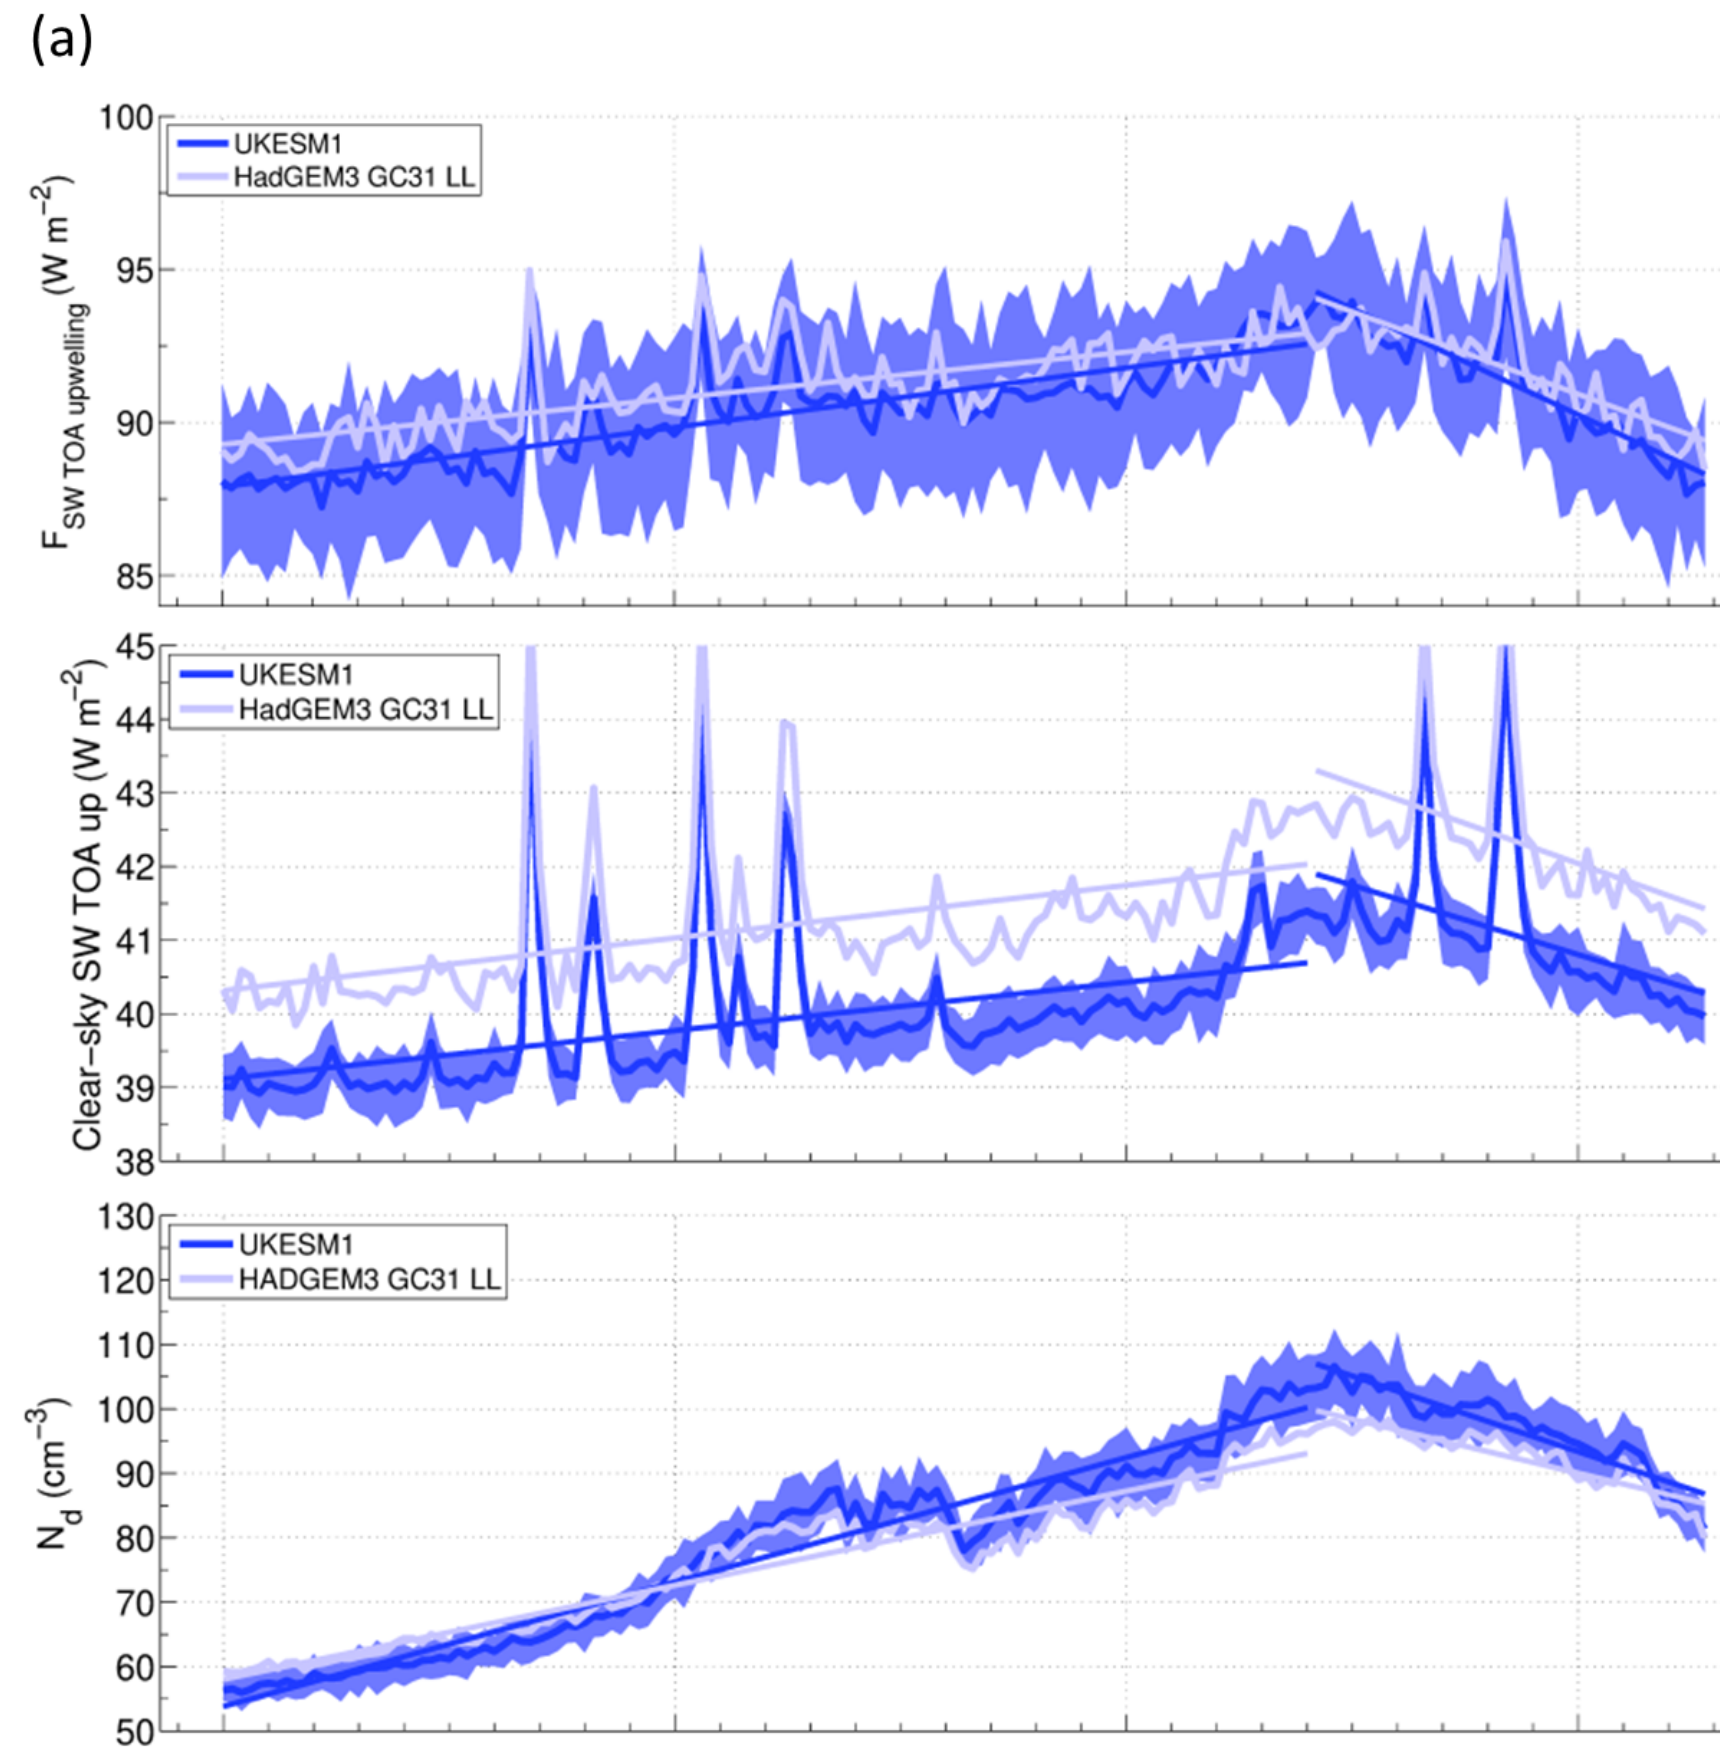 (a)
100
95
90
85
F SW TOA upwelling (W m−2)
UKESM1
HadGEM3 GC31 LL
45
44
43
42
41
40
39
38
Clear−sky SW TOA up (W m−2)
UKESM1
HadGEM3 GC31 LL
130
120
110
100
90
80
70
60
50
Nd (cm−3)
UKESM1
HADGEM3 GC31 LL